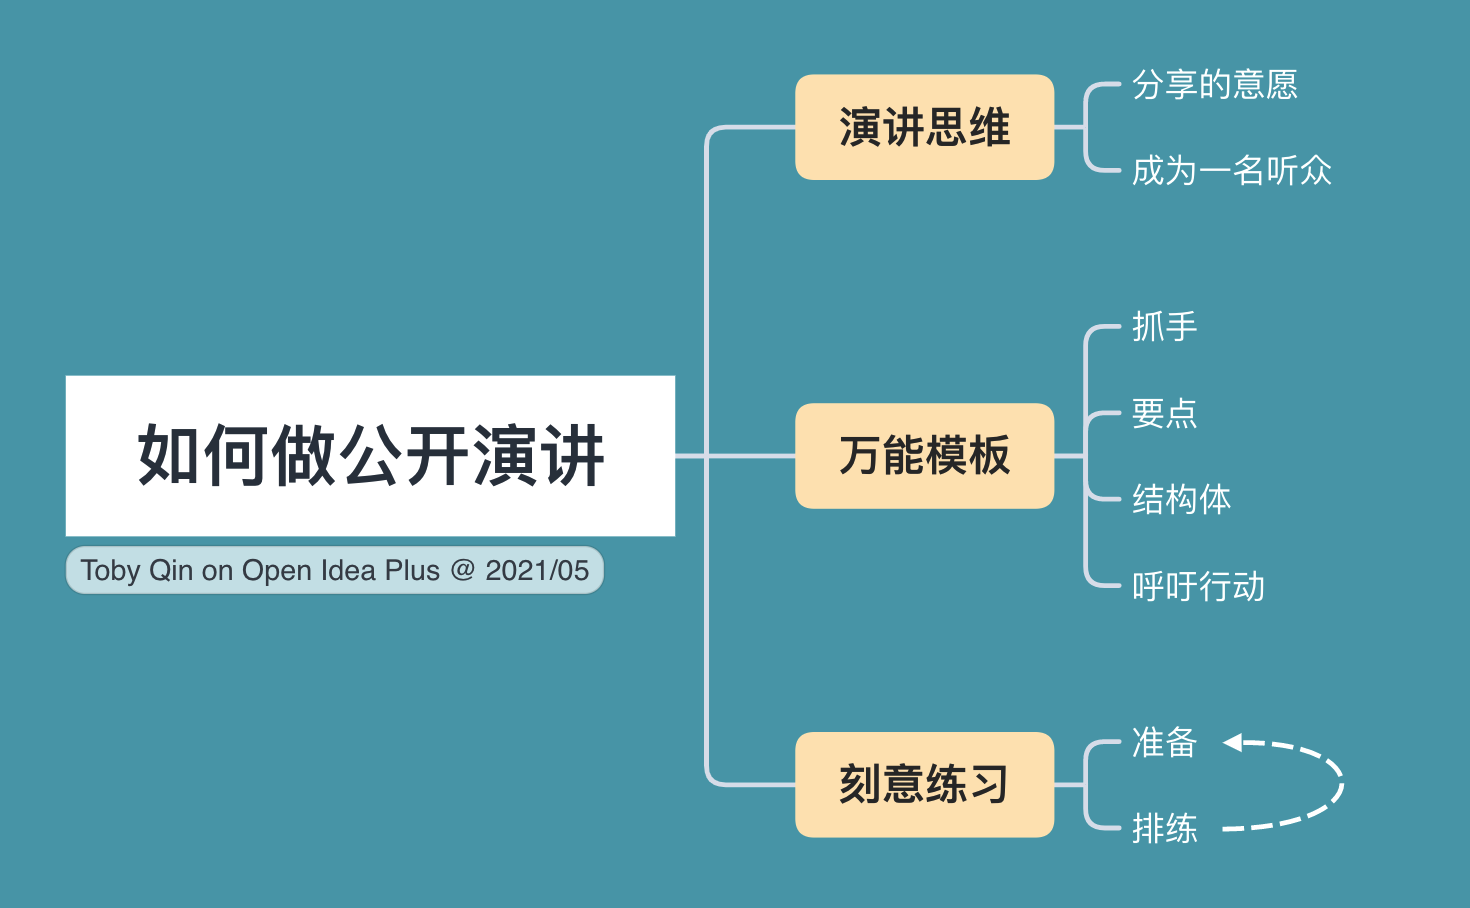 如何做公开演讲
Toby Qin on Open Idea Plus @ 2021/05
演讲思维
分享的意愿
成为一名听众
万能模板
抓手
要点
结构体
呼吁行动
刻意练习
准备
排练